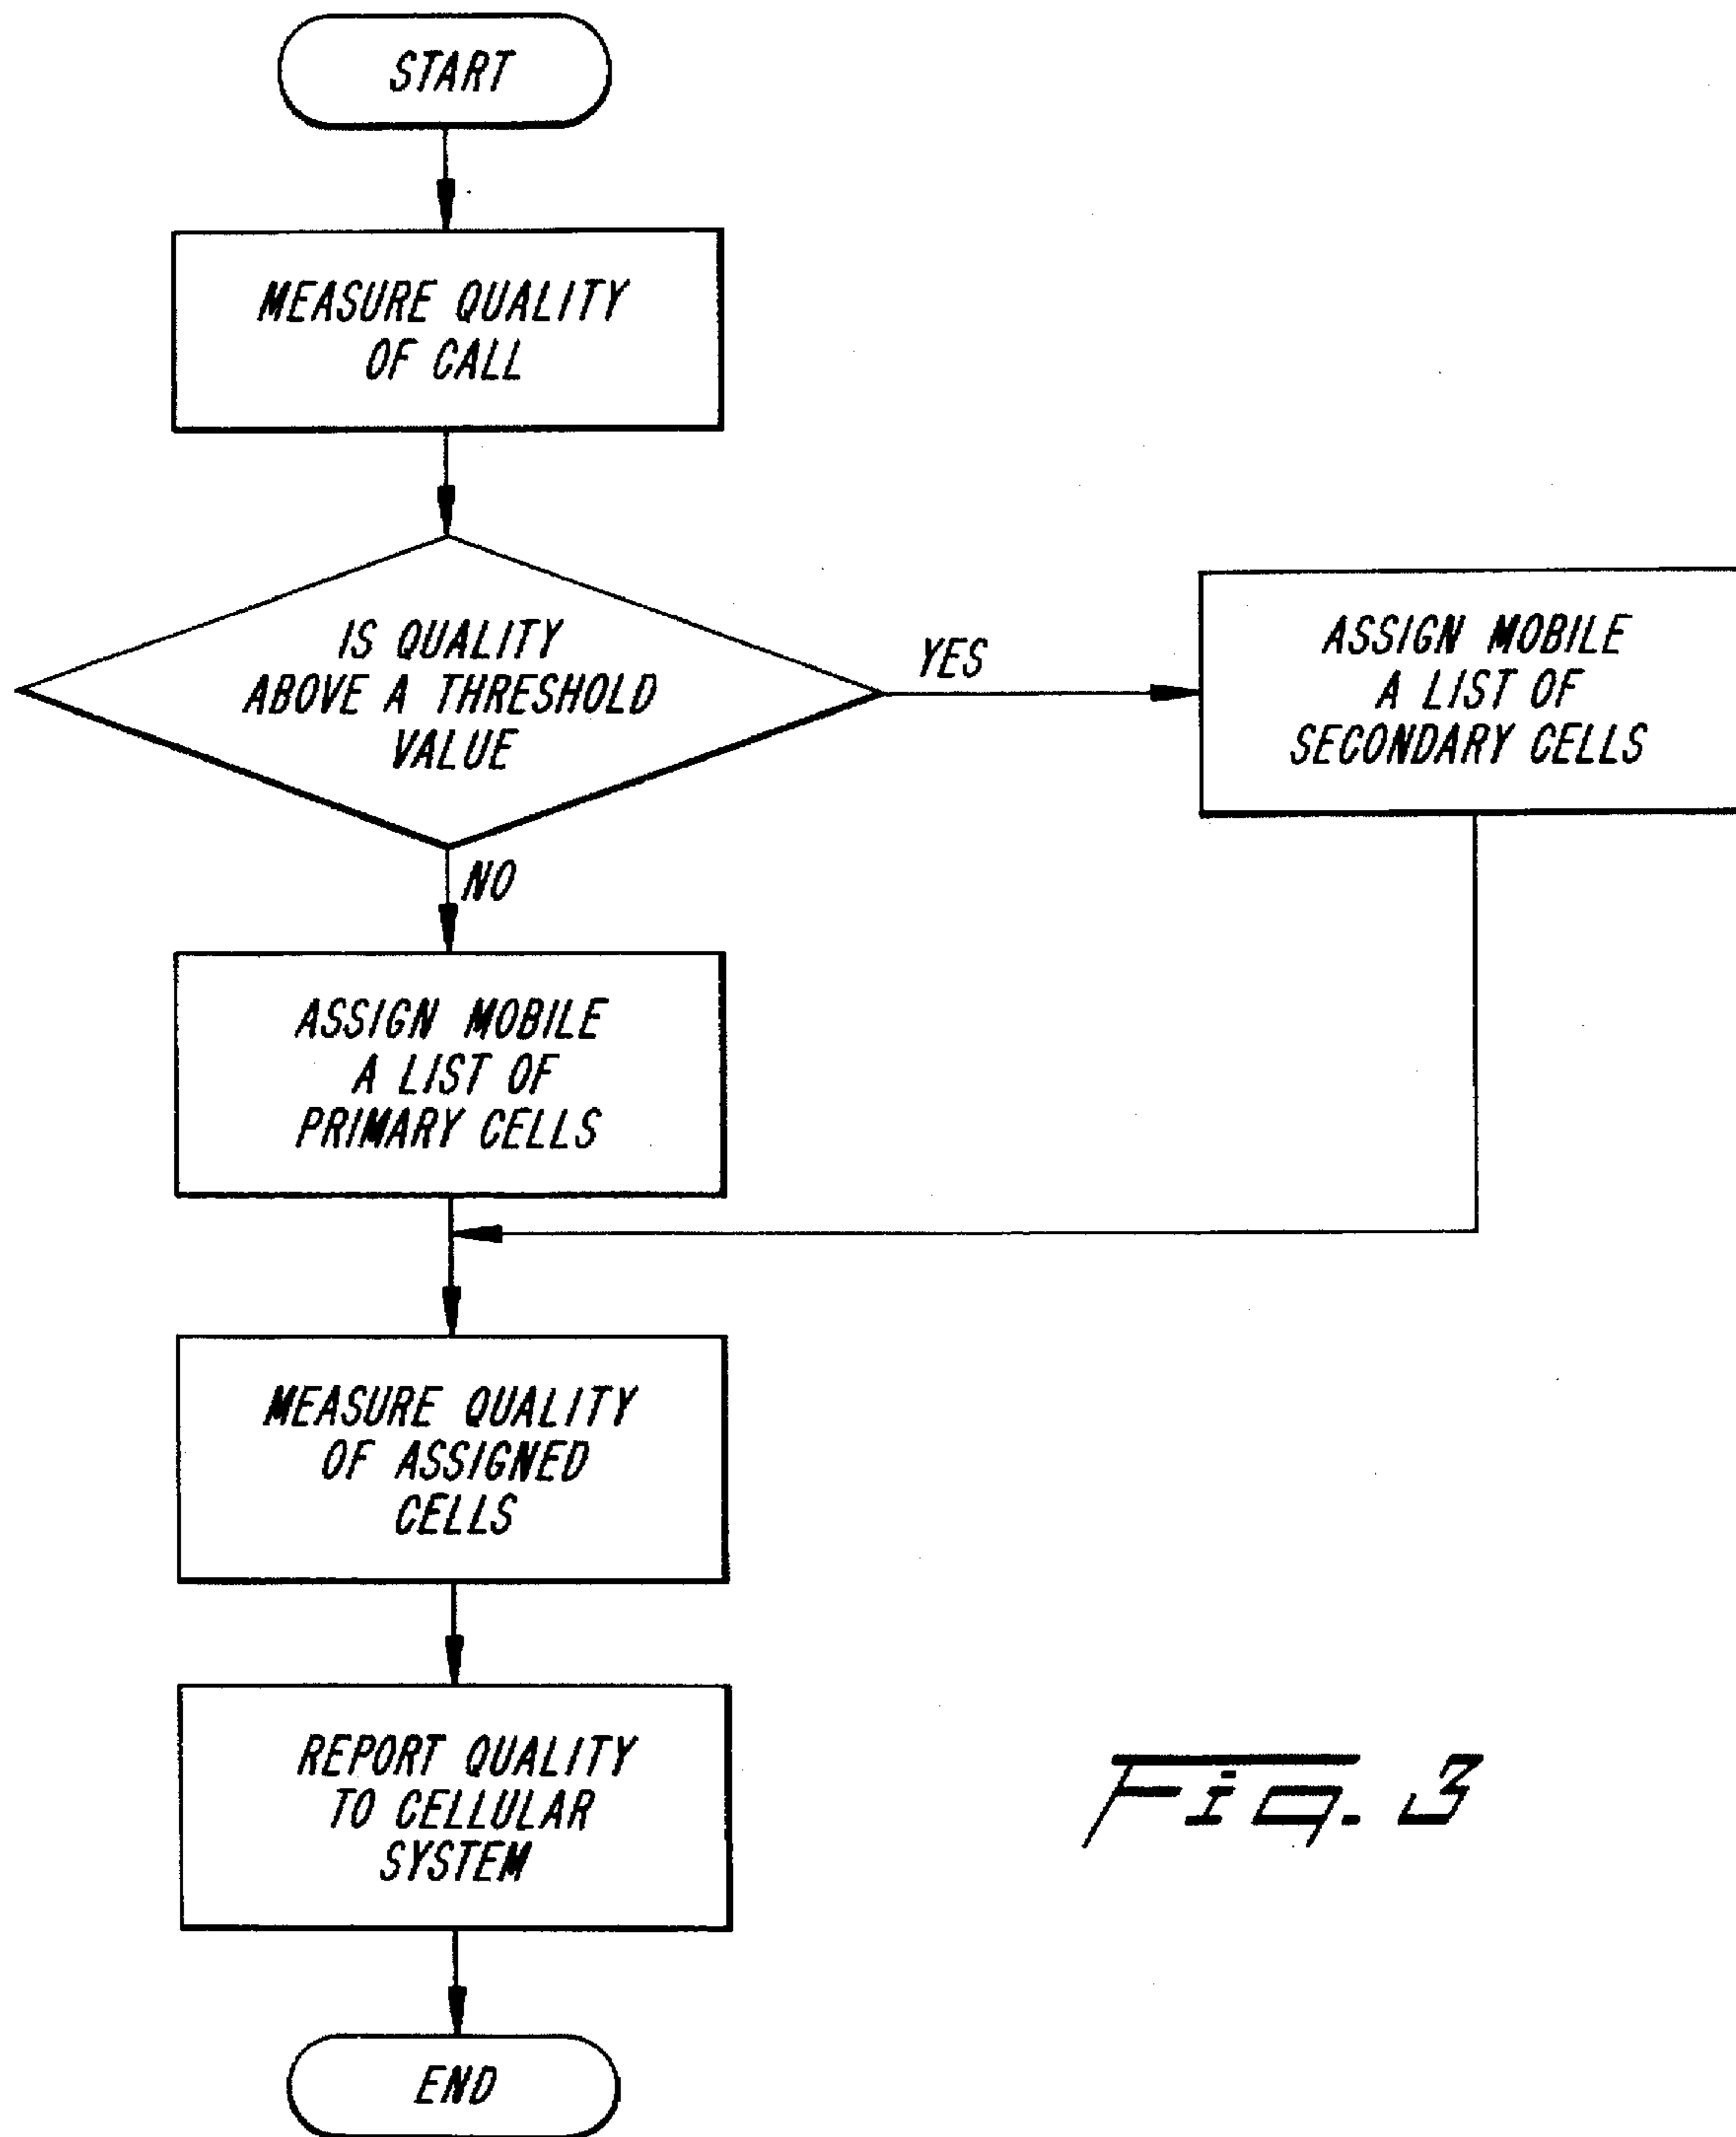 START
MEASURE QUALITY
OF CALL
IS QUALITY
ABOVE A THRESHOLD
VALUE
YES
ASSIGN MOBILE
A LIST OF
SECONDARY CELLS
NO
ASSIGN MOBILE
A LIST OF
PRIMARY CELLS
MEASURE QUALITY
OF ASSIGNED
CELLS
REPORT QUALITY
TO CELLULAR
SYSTEM
END
Fig. 3